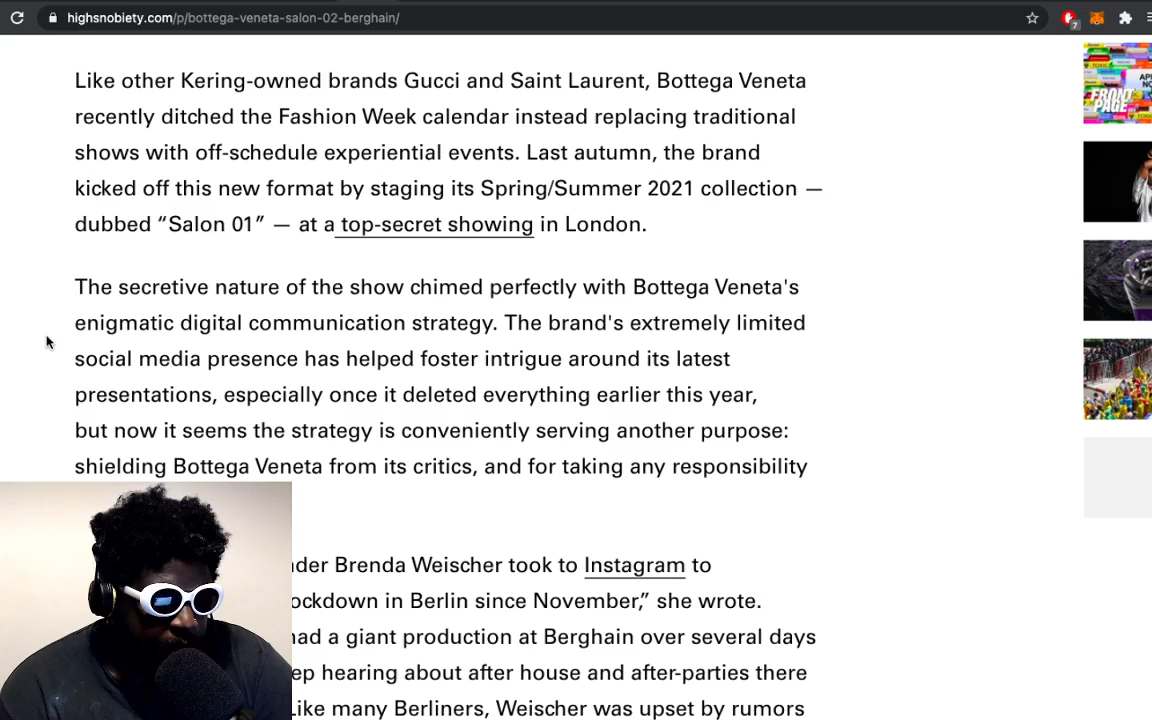 highsnobiety.com/p/bottega-veneta-salon-02-berghain/
7
Like other Kering-owned brands Gucci and Saint Laurent, Bottega Veneta
recently ditched the Fashion Week calendar instead replacing traditional
shows with off-schedule experiential events. Last autumn, the brand
kicked off this new format by staging its Spring/Summer 2021 collection —
dubbed “Salon 01” — at a top-secret showing in London.
The secretive nature of the show chimed perfectly with Bottega Veneta's
enigmatic digital communication strategy. The brand's extremely limited
social media presence has helped foster intrigue around its latest
presentations, especially once it deleted everything earlier this year,
but now it seems the strategy is conveniently serving another purpose:
shielding Bottega Veneta from its critics, and for taking any responsibility
Brenda Weischer took to Instagram to
in Berlin since November,” she wrote.
had a giant production at Berghain over several days
hearing about after house and after-parties there
Like many Berliners, Weischer was upset by rumors
FRONT
PAGE